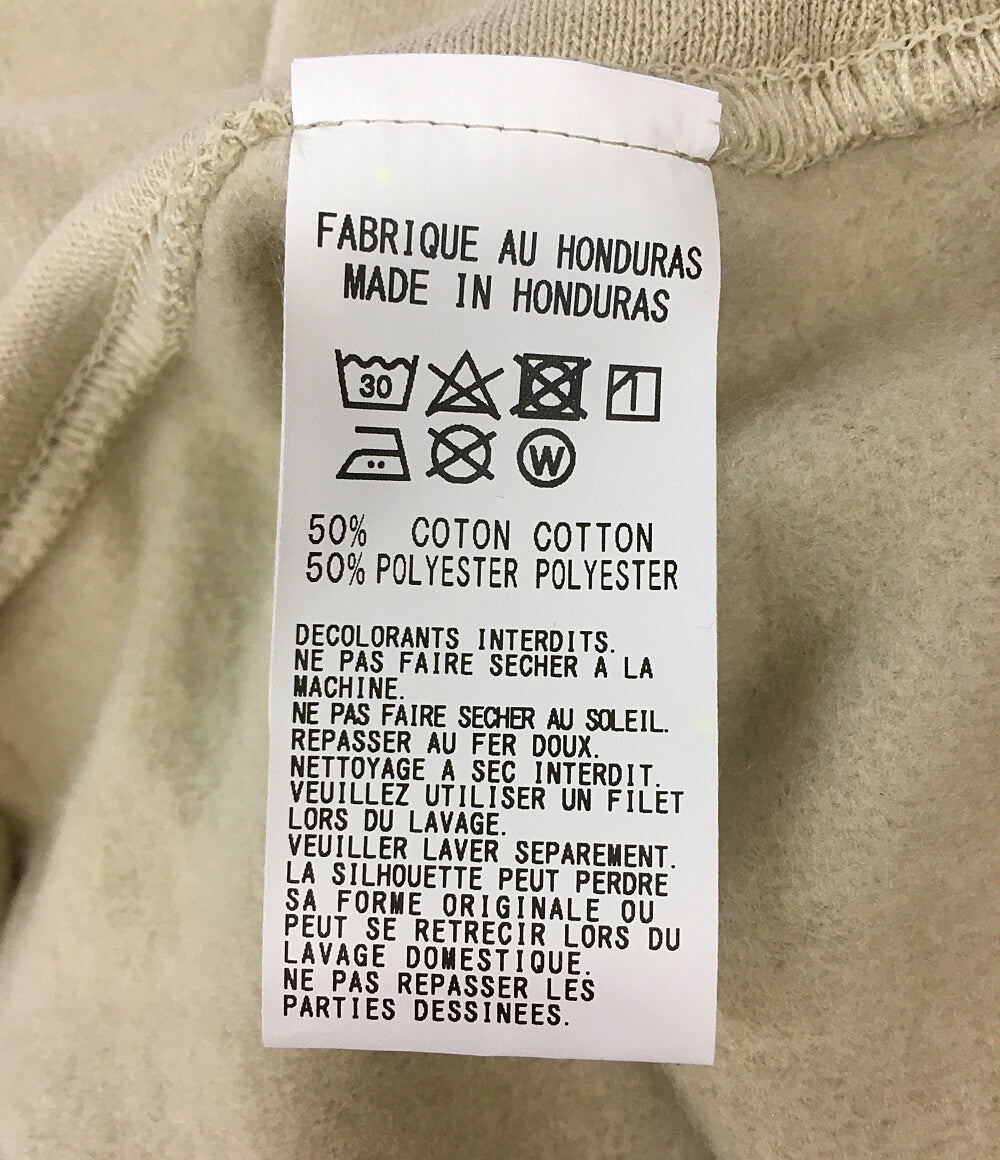 FABRIQUE AU HONDURAS
MADE IN HONDURAS
30
W
50% COTON COTTON
50% POLYESTER POLYESTER
DECOLORANTS INTERDITS.
NE PAS FAIRE SECHER A LA
MACHINE.
NE PAS FAIRE SECHER AU SOLEIL.
REPASSER AU FER DOUX.
NETTOYAGE A SEC INTERDIT.
VEUILLEZ UTILISER UN FILET
LORS DU LAVAGE.
VEUILLER LAVER SEPAREMENT.
LA SILHOUETTE PEUT PERDRE
SA FORME ORIGINALE OU
PEUT SE RETRECIR LORS DU
LAVAGE DOMESTIQUE.
NE PAS REPASSER LES
PARTIES DESSINEES.